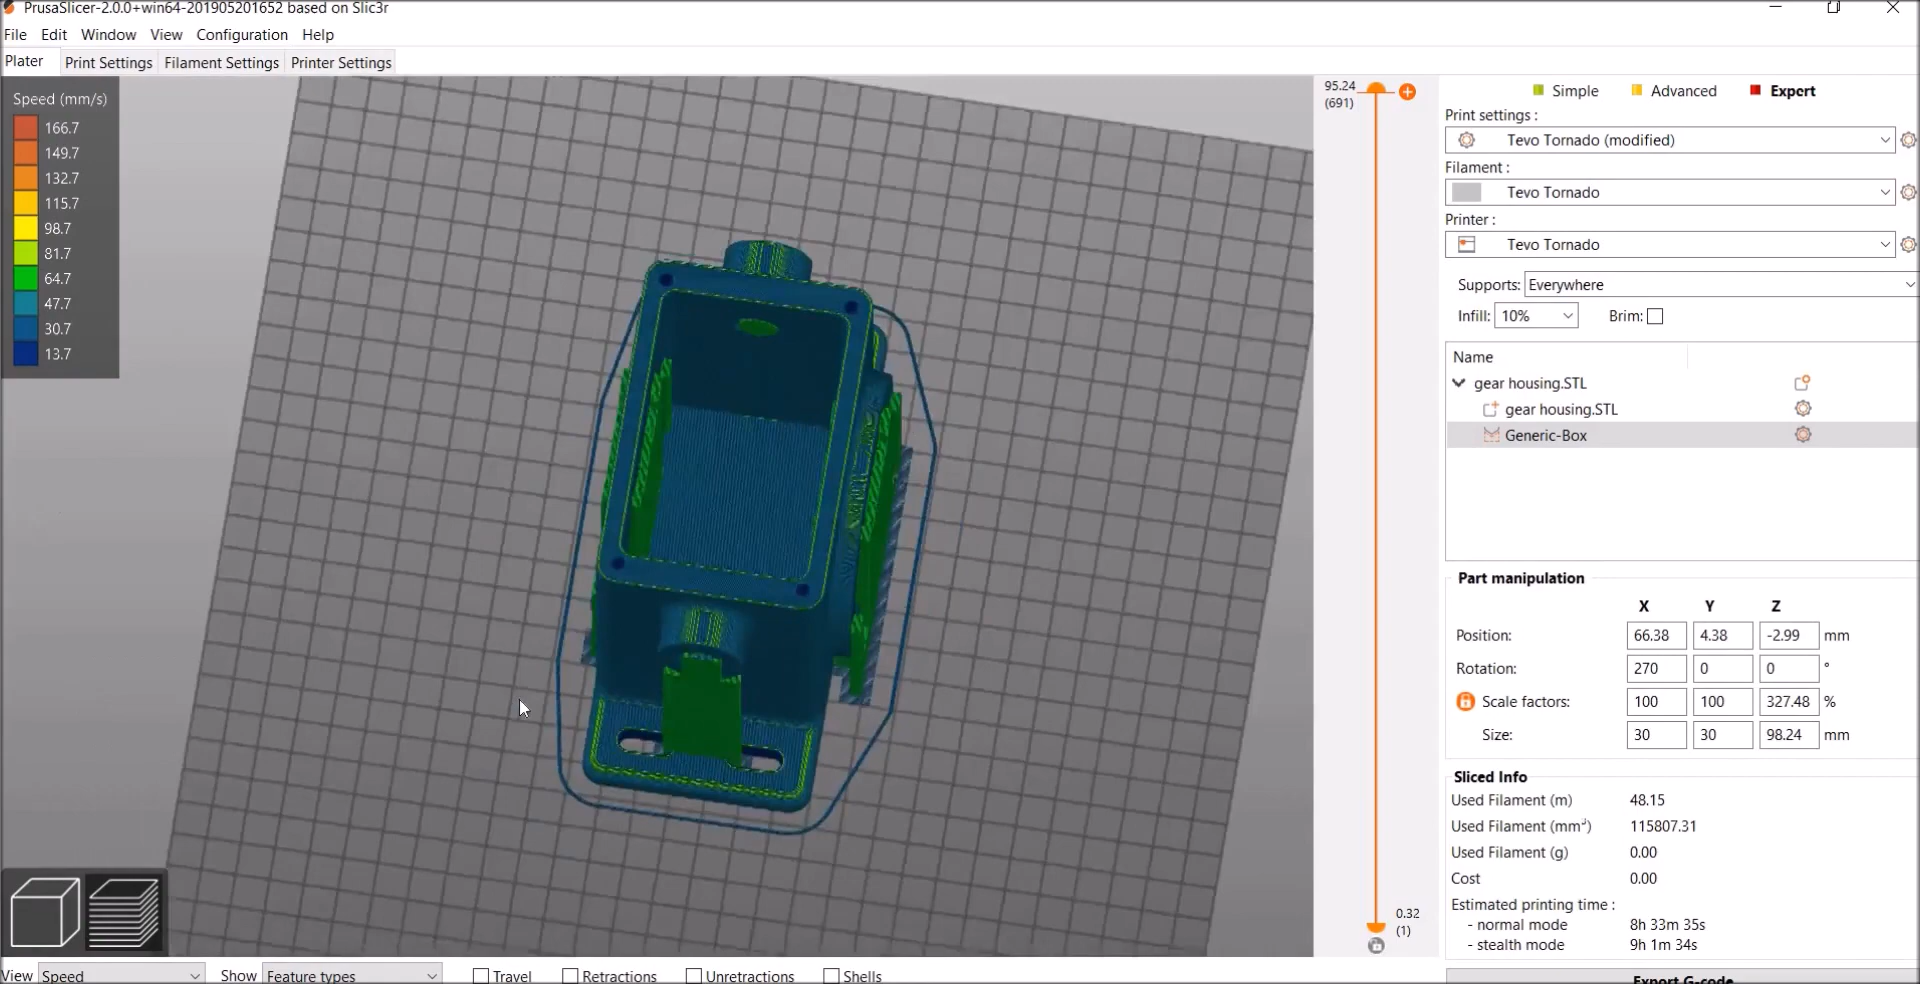 PrusaSlicer-2.0.0+win64-201905201652 based on Slic3r
File Edit Window View Configuration Help
Plater Print Settings Filament Settings Printer Settings
Speed (mm/s)
166.7
149.7
132.7
115.7
98.7
81.7
64.7
47.7
30.7
13.7
95.24
(691)
0.32
(1)
Simple Advanced Expert
Print settings :
Tevo Tornado (modified)
Filament :
Tevo Tornado
Printer :
Tevo Tornado
Supports: Everywhere
Infill: 10% Brim:
Name
gear housing.STL
gear housing.STL
Generic-Box
Part manipulation
X Y Z
Position: 66.38 4.38 -2.99 mm
Rotation: 270 0 0 °
Scale factors: 100 100 327.48 %
Size: 30 30 98.24 mm
Sliced Info
Used Filament (m) 48.15
Used Filament (mm³) 115807.31
Used Filament (g) 0.00
Cost 0.00
Estimated printing time :
- normal mode 8h 33m 35s
- stealth mode 9h 1m 34s
View Speed Show Feature types Travel Retractions Unretractions Shells
Export G-code